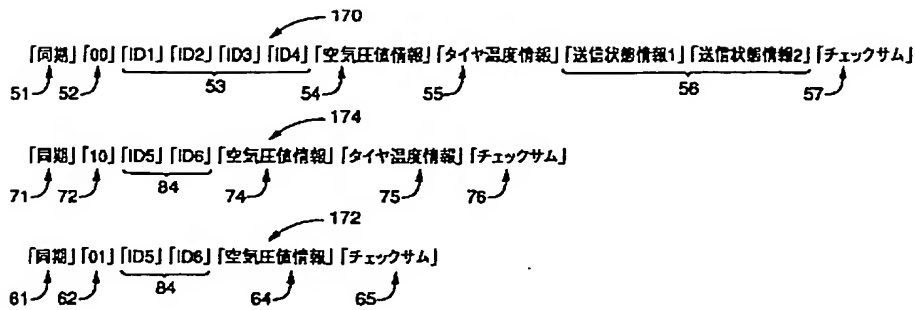 170
「同期」「00」「ID1」「ID2」「ID3」「ID4」「空気圧値情報」「タイヤ温度情報」「送信状態情報1」「送信状態情報2」「チェックサム」
51 52 53 54 55 56 57
174
「同期」「10」「ID5」「ID6」「空気圧値情報」「タイヤ温度情報」「チェックサム」
71 72 84 74 75 76
172
「同期」「01」「ID5」「ID6」「空気圧値情報」「チェックサム」
61 62 84 64 65